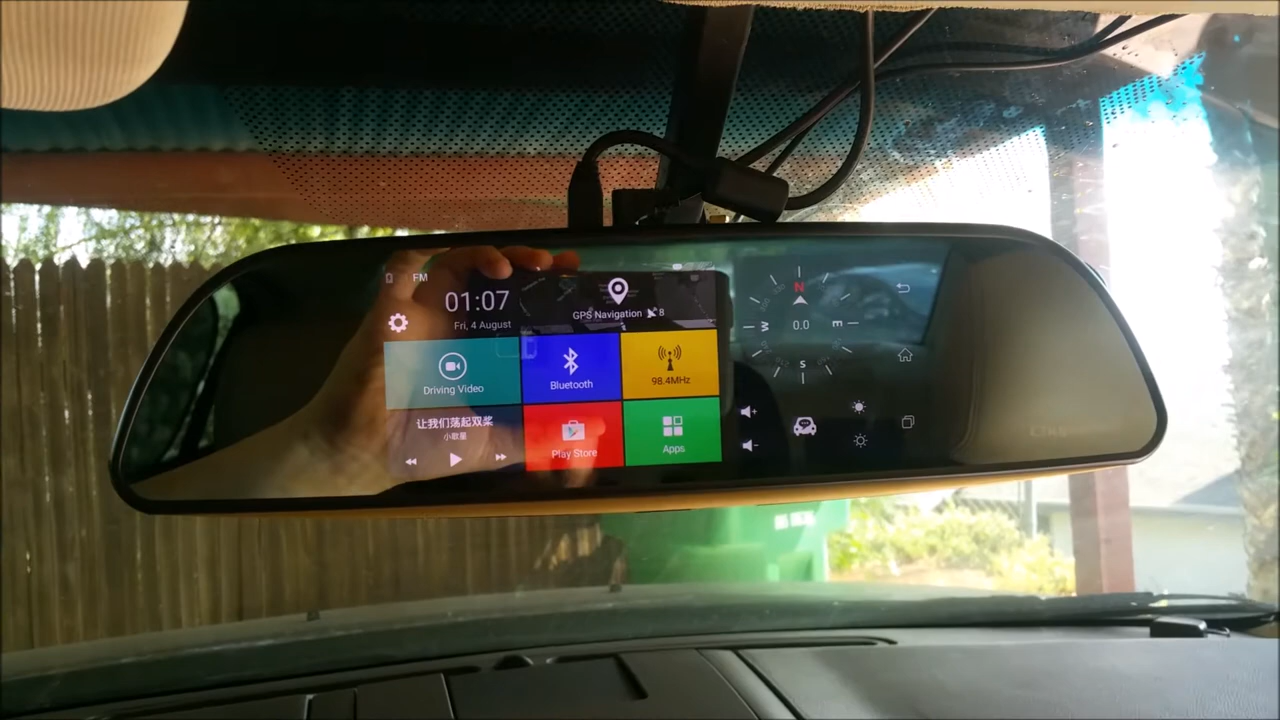 FM
01:07
Fri, 4 August
GPS Navigation 8
Driving Video
Bluetooth
98.4MHz
让我们荡起双桨
小歌星
Play Store
Apps
N
W
0.0
E
S